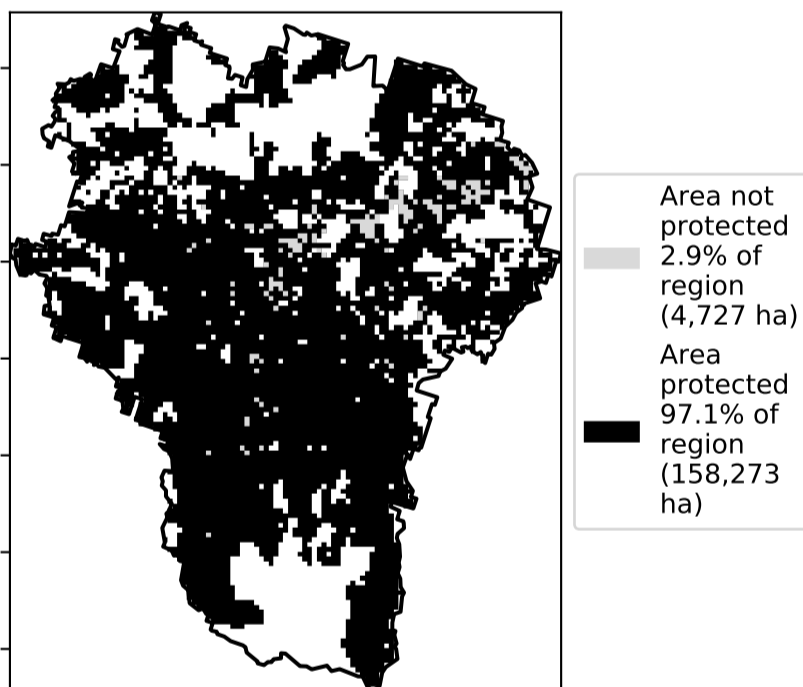 Area not
protected
2.9% of
region
(4,727 ha)
Area
protected
97.1% of
region
(158,273
ha)